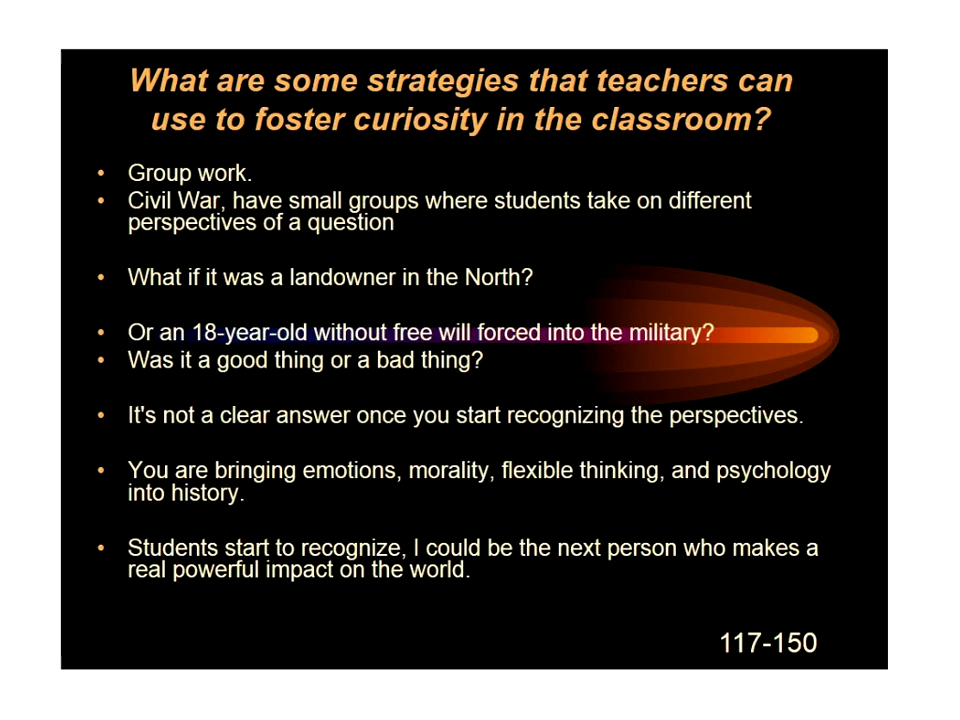 What are some strategies that teachers can
use to foster curiosity in the classroom?
• Group work.
• Civil War, have small groups where students take on different
perspectives of a question
• What if it was a landowner in the North?
• Or an 18-year-old without free will forced into the military?
• Was it a good thing or a bad thing?
• It's not a clear answer once you start recognizing the perspectives.
• You are bringing emotions, morality, flexible thinking, and psychology
into history.
• Students start to recognize, I could be the next person who makes a
real powerful impact on the world.
117-150